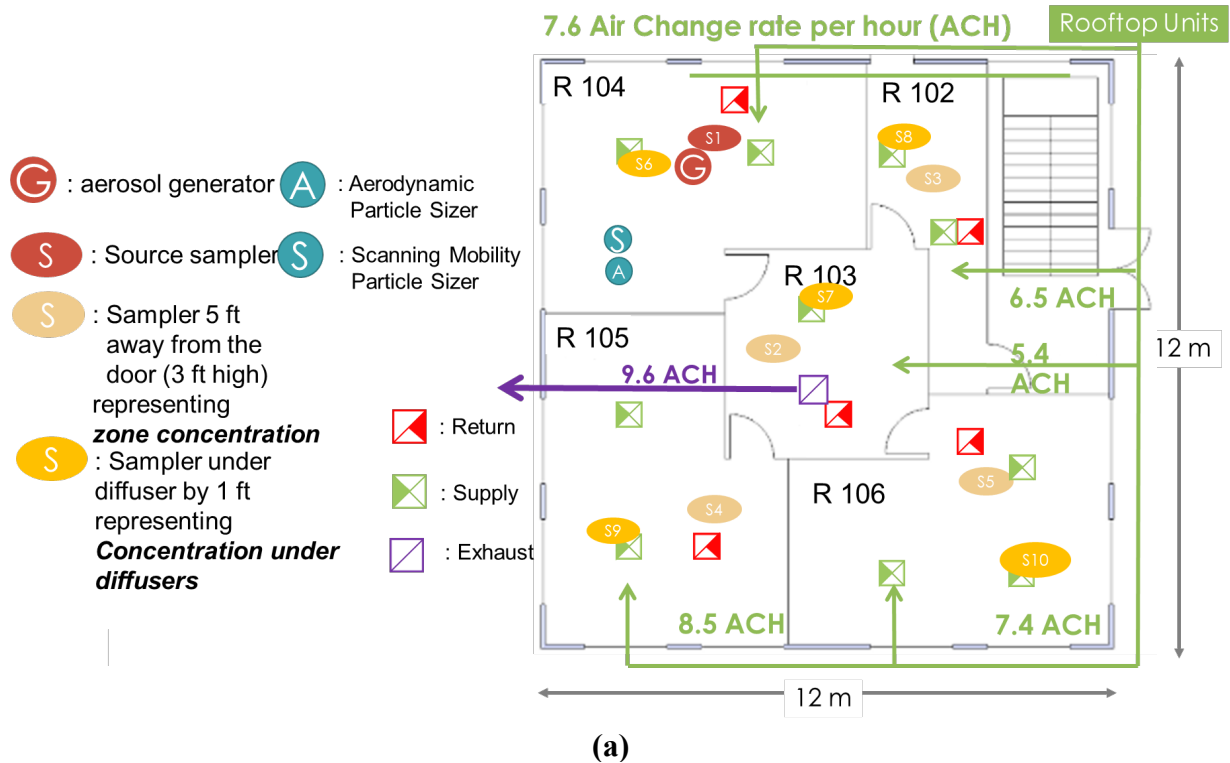 7.6 Air Change rate per hour (ACH)
Rooftop Units
R 104
R 102
S1
S8
S6
G
S3
G : aerosol generator
A : Aerodynamic
Particle Sizer
S : Source sampler
S : Scanning Mobility
Particle Sizer
S
A
R 103
S7
6.5 ACH
S : Sampler 5 ft
away from the
door (3 ft high)
representing
zone concentration
R 105
S2
5.4
ACH
12 m
9.6 ACH
: Return
S : Sampler under
diffuser by 1 ft
representing
Concentration under
diffusers
: Supply
: Exhaust
R 106
S5
S4
S9
S10
8.5 ACH
7.4 ACH
12 m
(a)